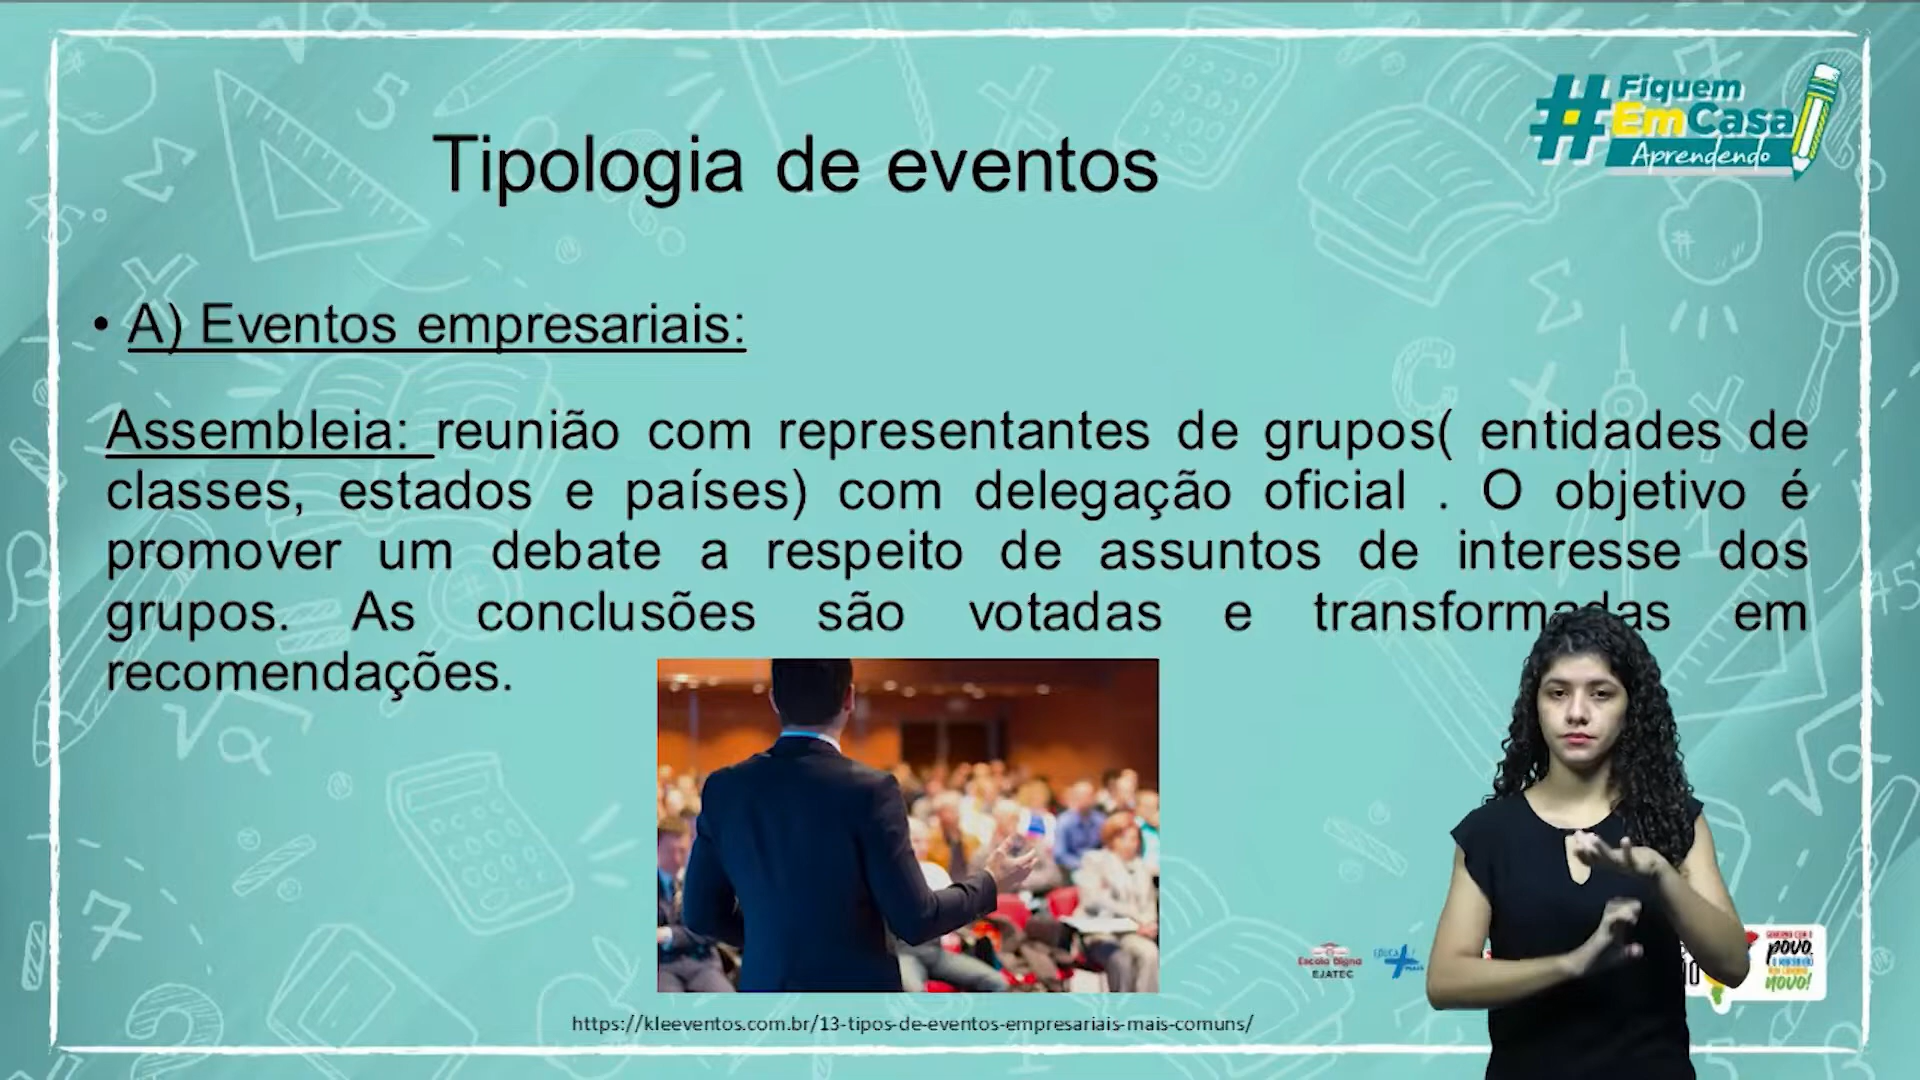 #Fiquem
EmCasa
Aprendendo
Tipologia de eventos
• A) Eventos empresariais:
Assembleia: reunião com representantes de grupos( entidades de
classes, estados e países) com delegação oficial . O objetivo é
promover um debate a respeito de assuntos de interesse dos
grupos. As conclusões são votadas e transformadas em
recomendações.
Escola Digna
EJATEC
EDUCA
MAIS
povo,
novo!
https://kleeventos.com.br/13-tipos-de-eventos-empresariais-mais-comuns/